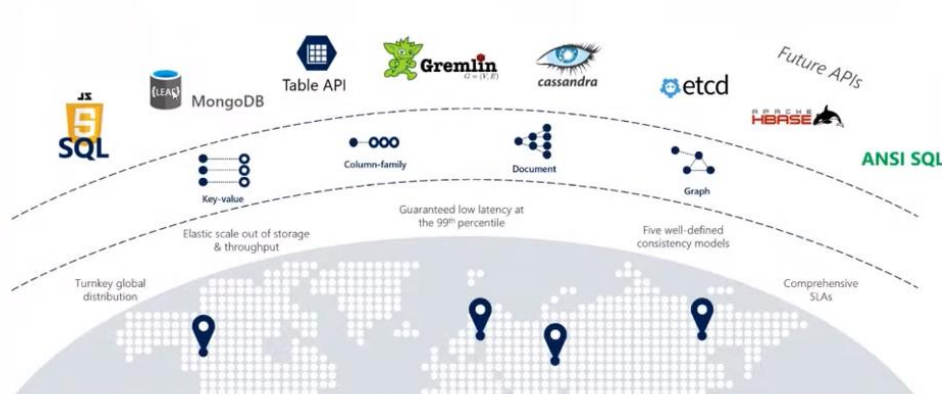 JS
5
SQL
{LEAF}
MongoDB
Table API
Gremlin
G = (V, E)
cassandra
etcd
Future APIs
APACHE
HBASE
ANSI SQL
Key-value
Column-family
Document
Graph
Turnkey global
distribution
Elastic scale out of storage
& throughput
Guaranteed low latency at
the 99th percentile
Five well-defined
consistency models
Comprehensive
SLAs